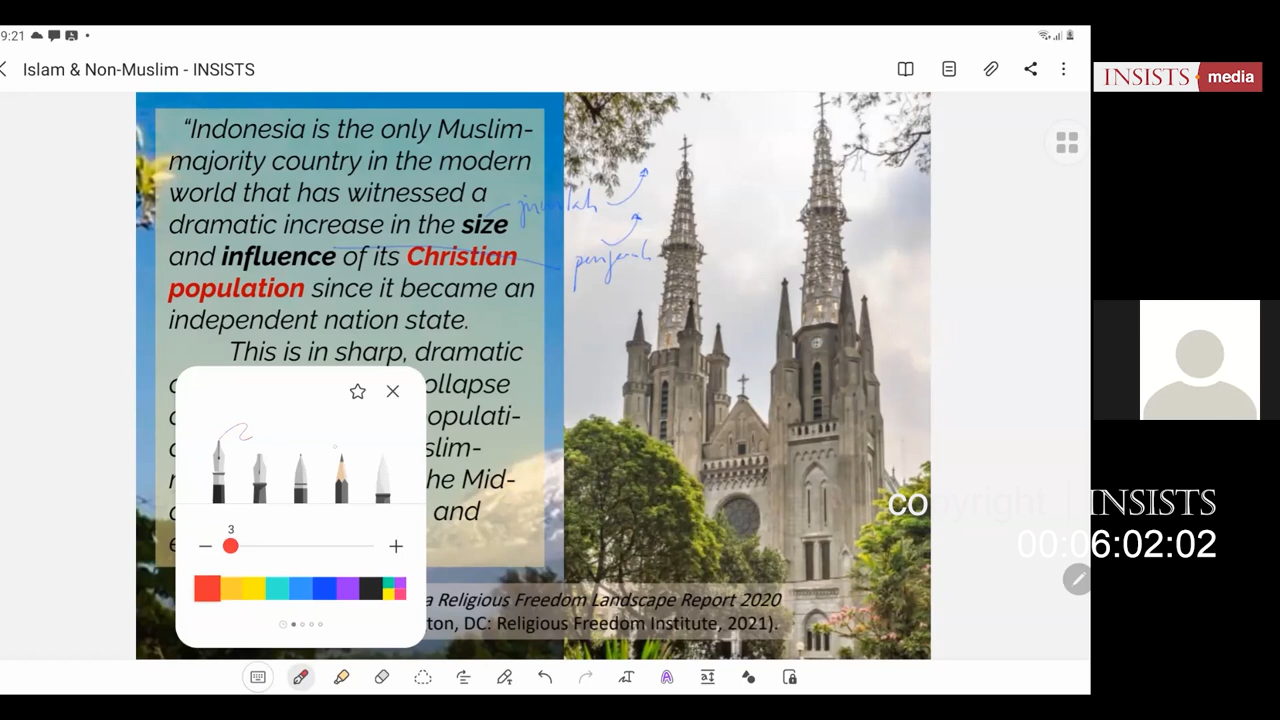 9:21
Islam & Non-Muslim - INSISTS
INSISTS media
“Indonesia is the only Muslim-
majority country in the modern
world that has witnessed a
dramatic increase in the size
jumlah
and influence of its Christian
pengaruh
population since it became an
independent nation state.
This is in sharp, dramatic
ollapse
opulati-
slim-
he Mid-
and
3
a Religious Freedom Landscape Report 2020
ton, DC: Religious Freedom Institute, 2021).
copyright | INSISTS
00:06:02:02